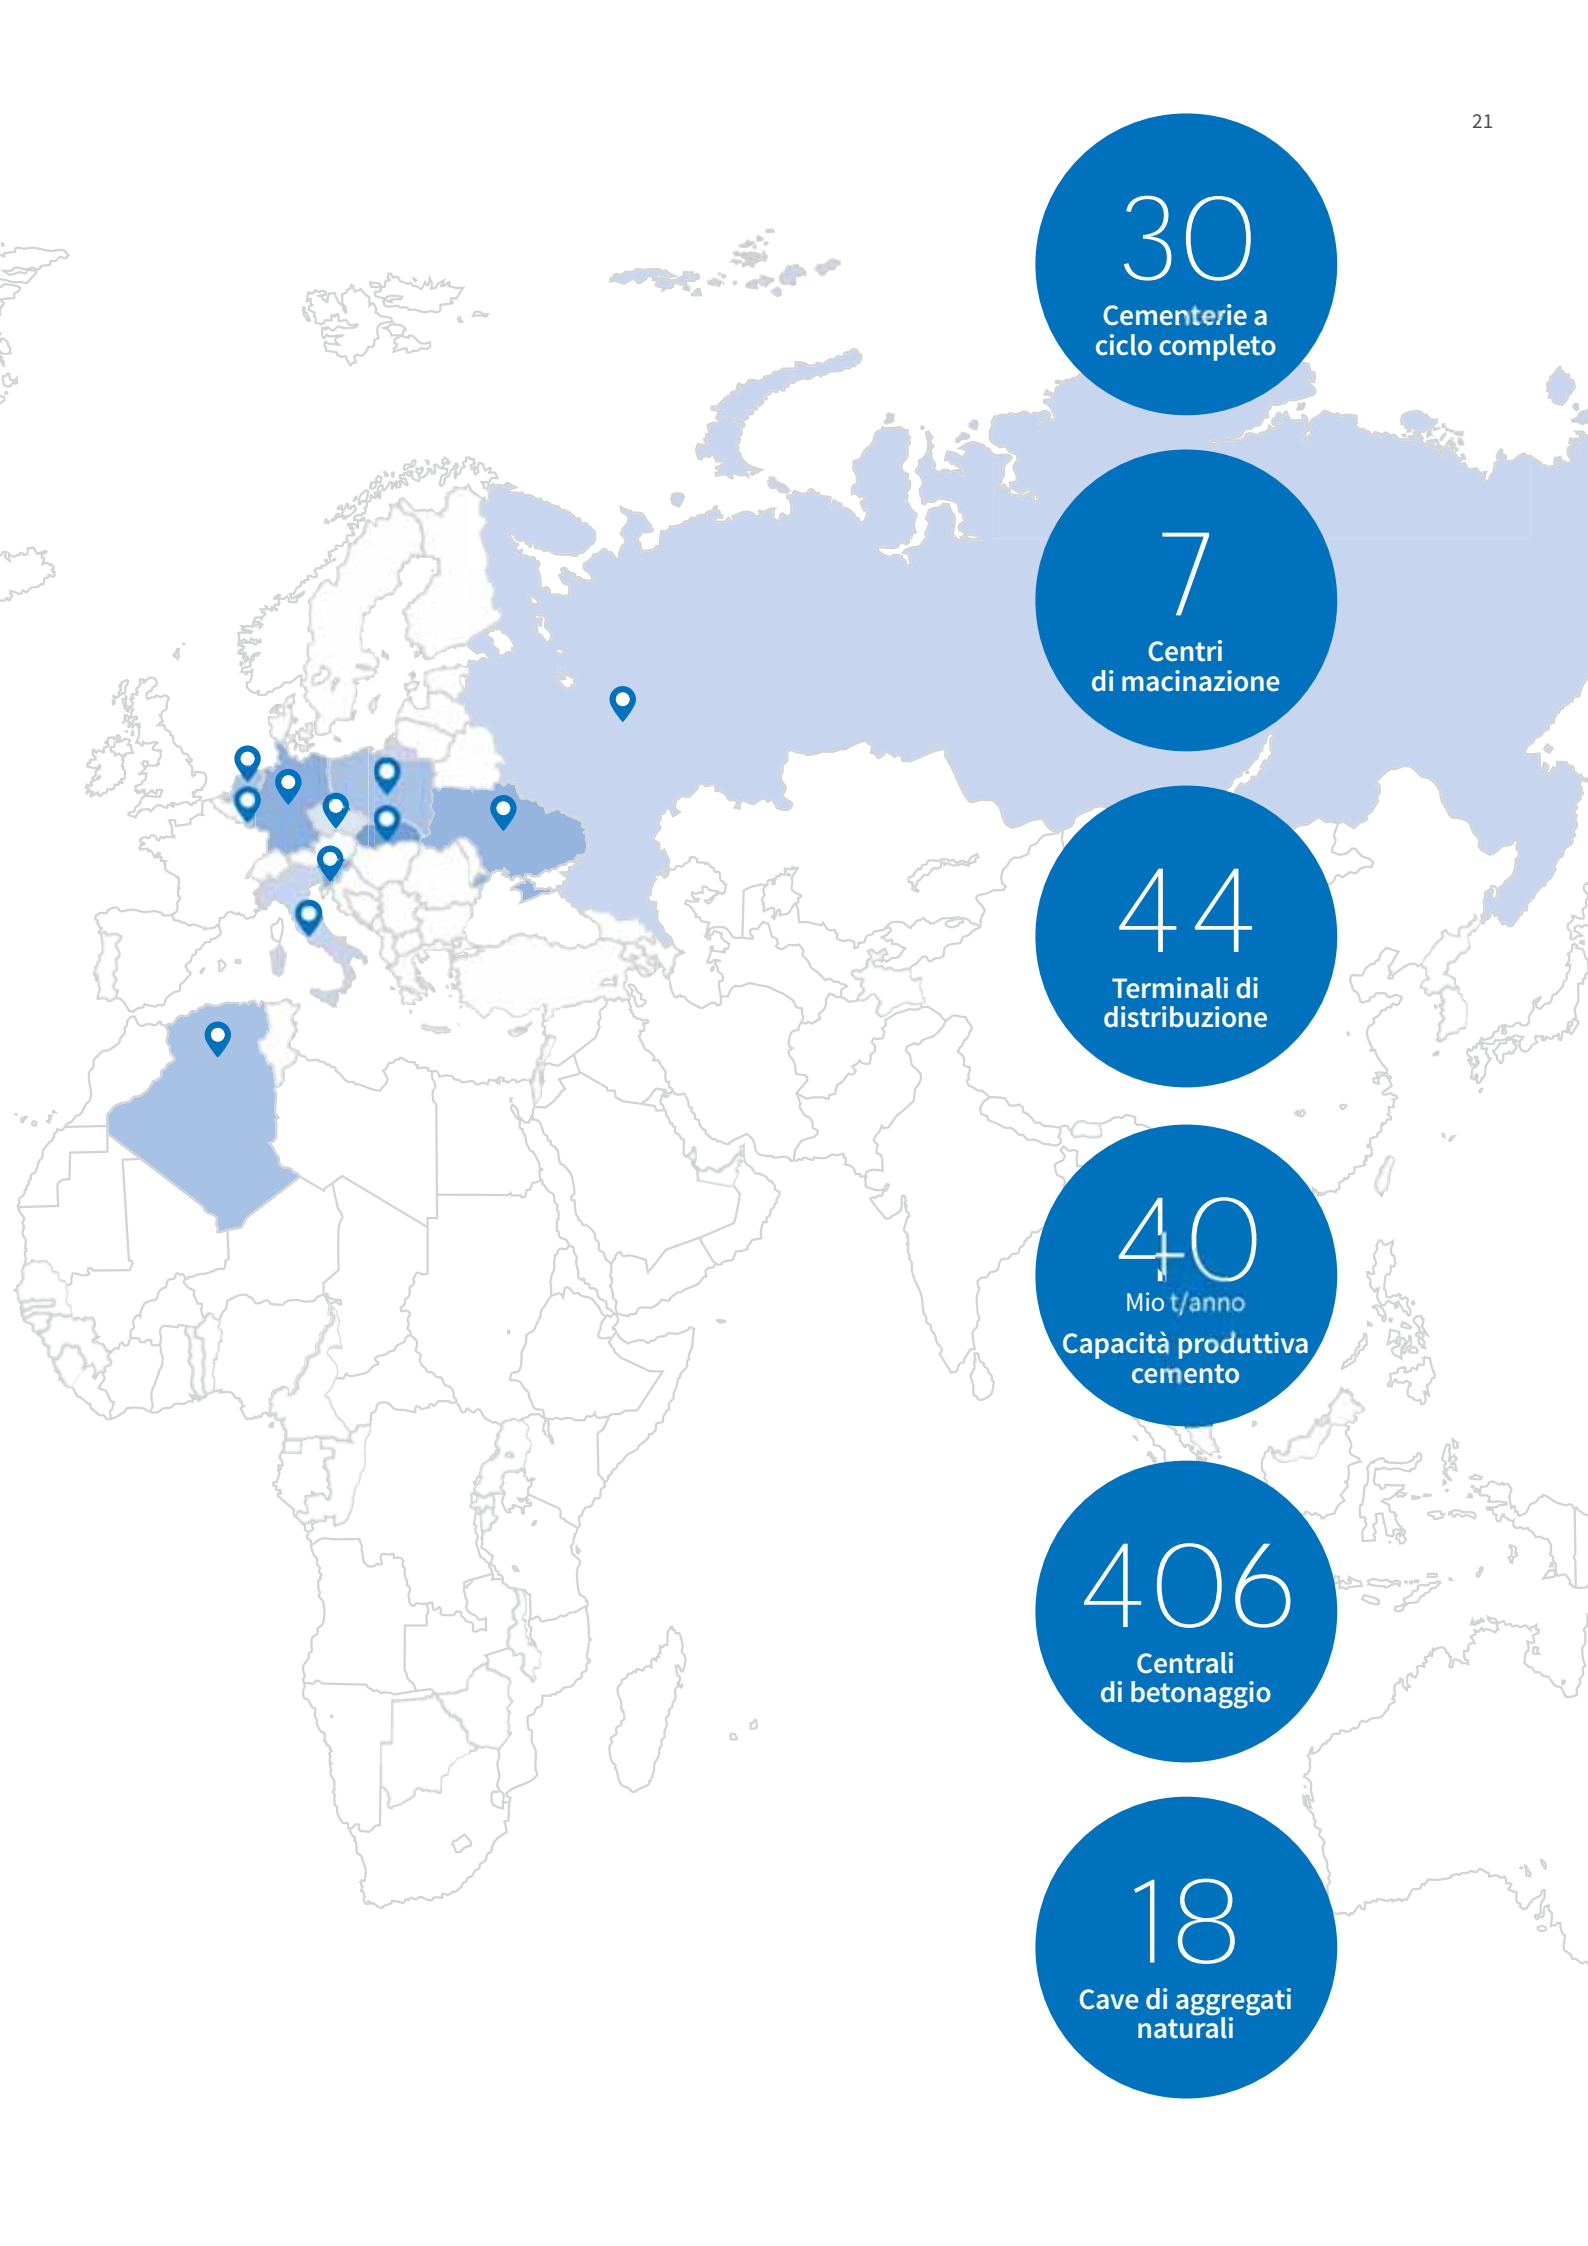 21
30
Cementerie a
ciclo completo
7
Centri
di macinazione
44
Terminali di
distribuzione
40
Mio t/anno
Capacità produttiva
cemento
406
Centrali
di betonaggio
18
Cave di aggregati
naturali